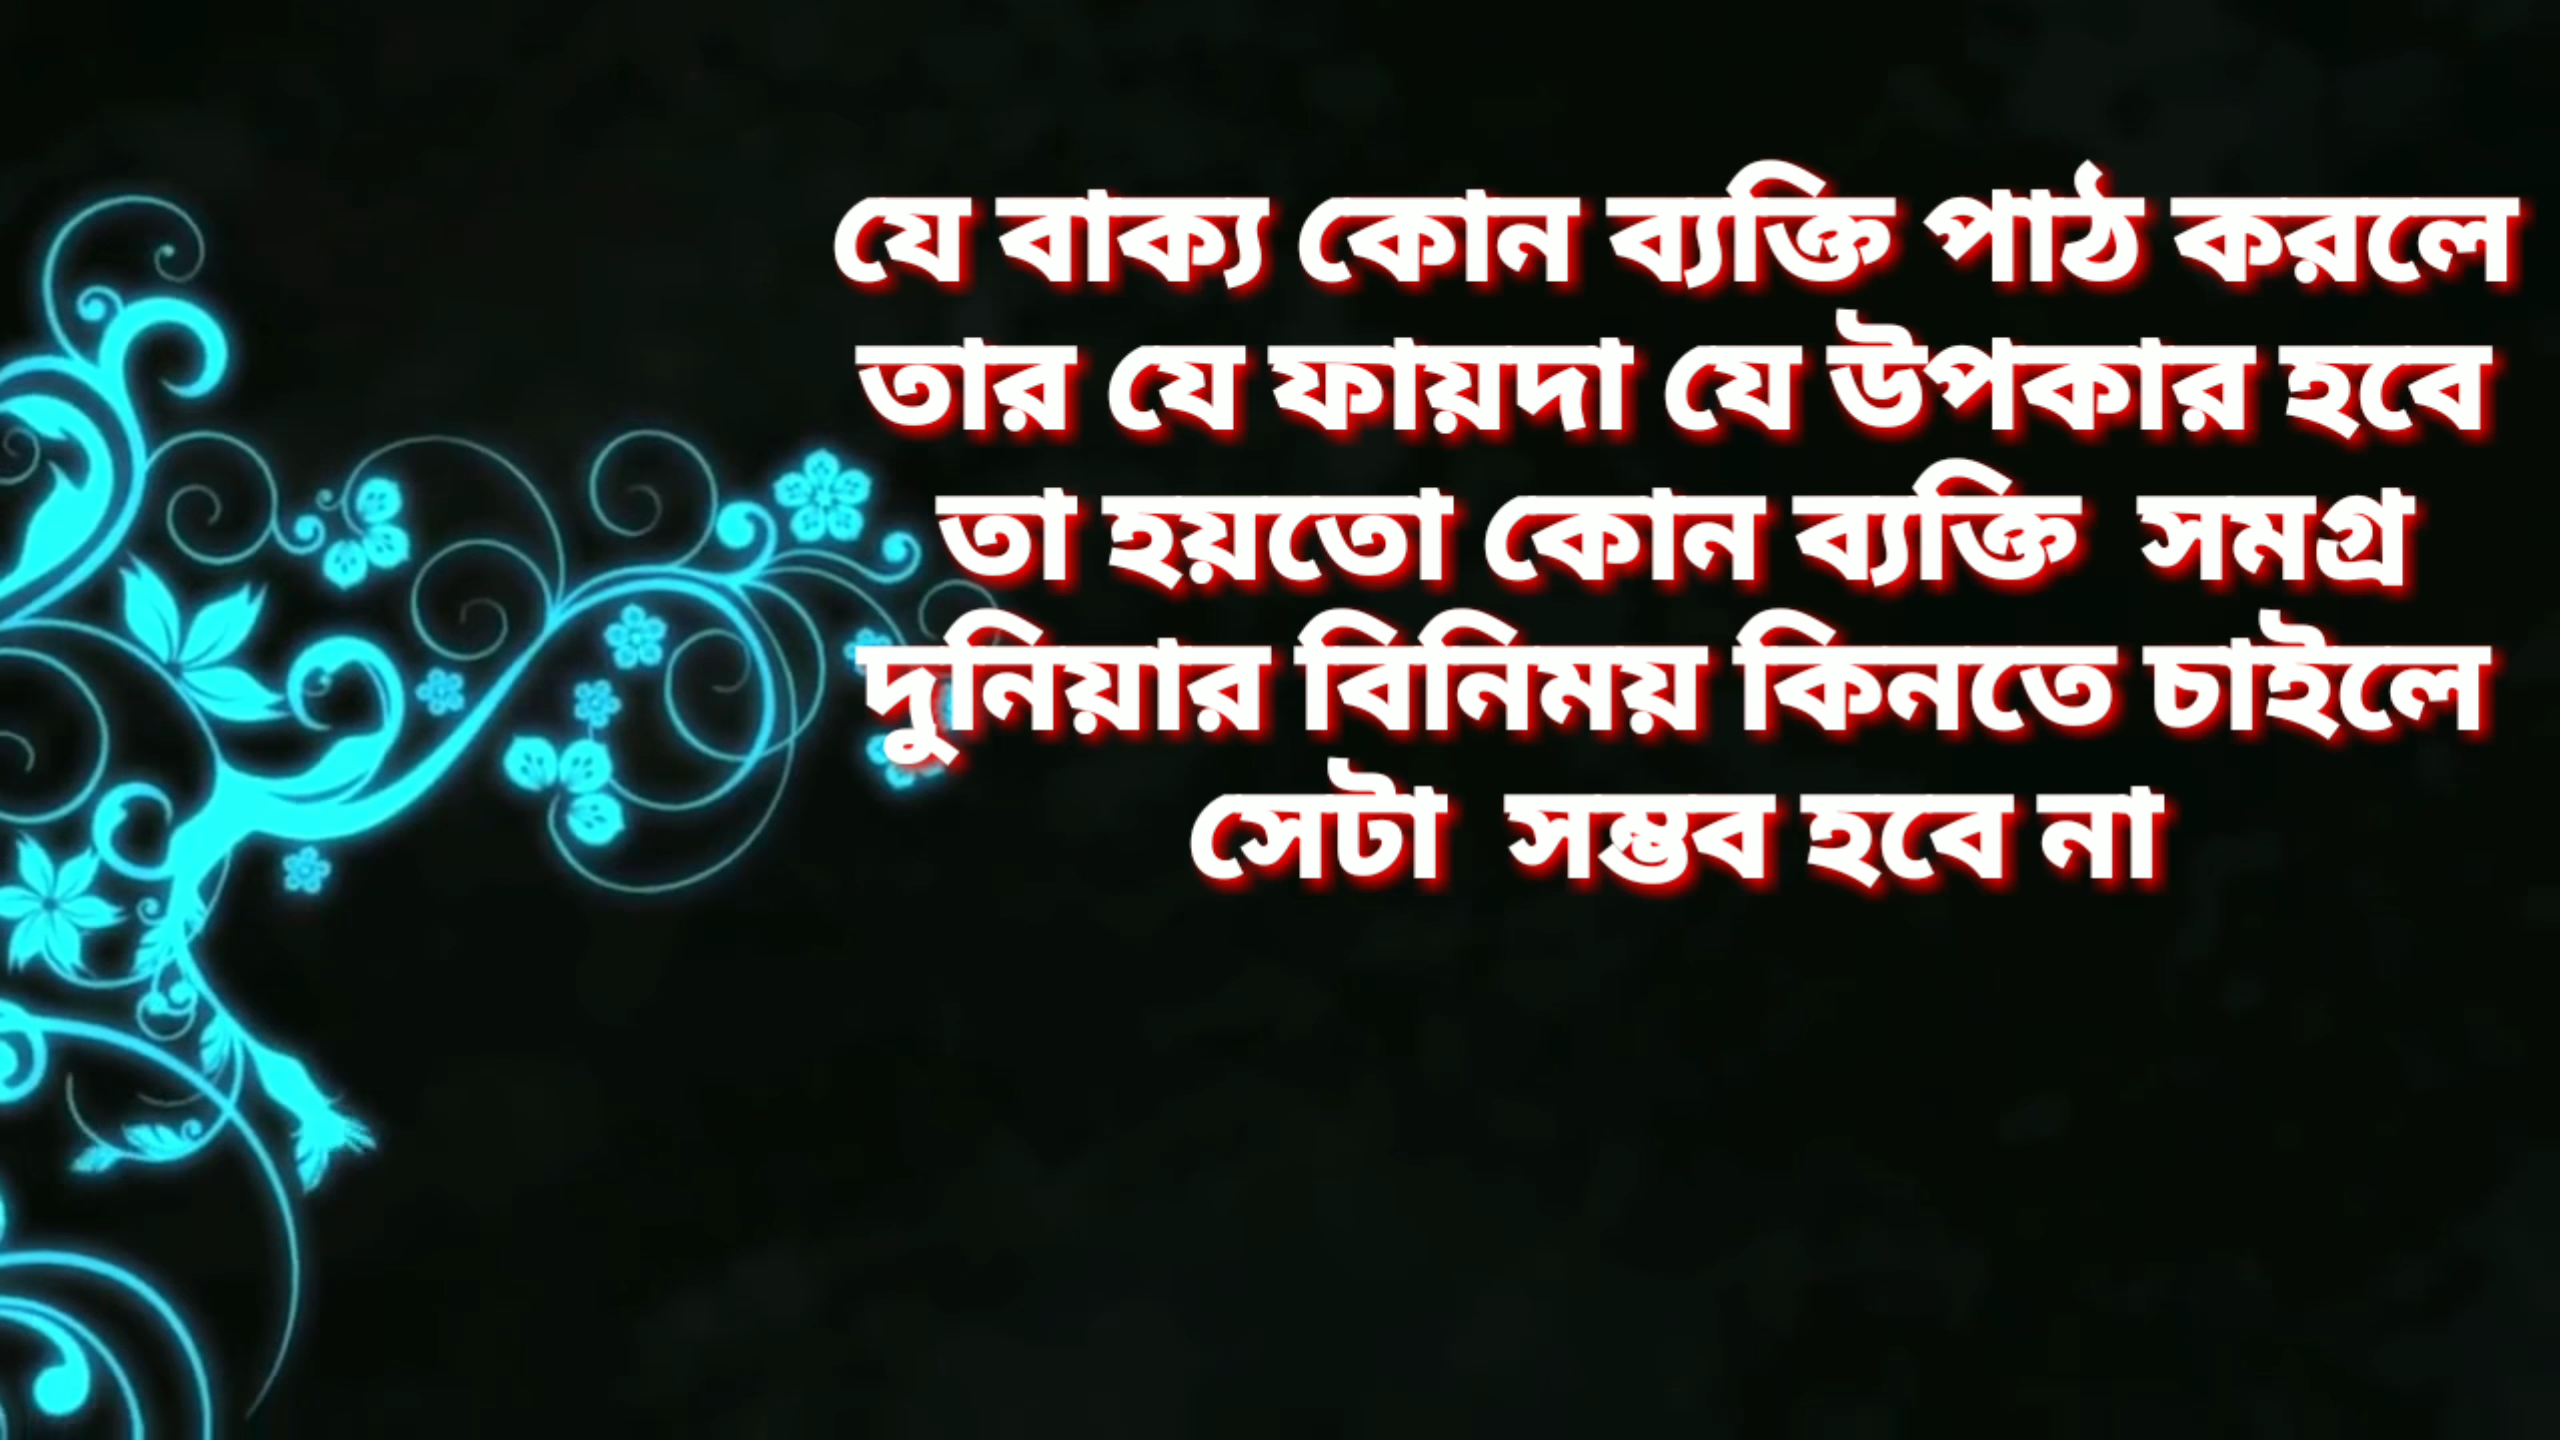 যে বাক্য কোন ব্যক্তি পাঠ করলে
তার যে ফায়দা যে উপকার হবে
তা হয়তো কোন ব্যক্তি  সমগ্র
দুনিয়ার বিনিময় কিনতে চাইলে
সেটা  সম্ভব হবে না